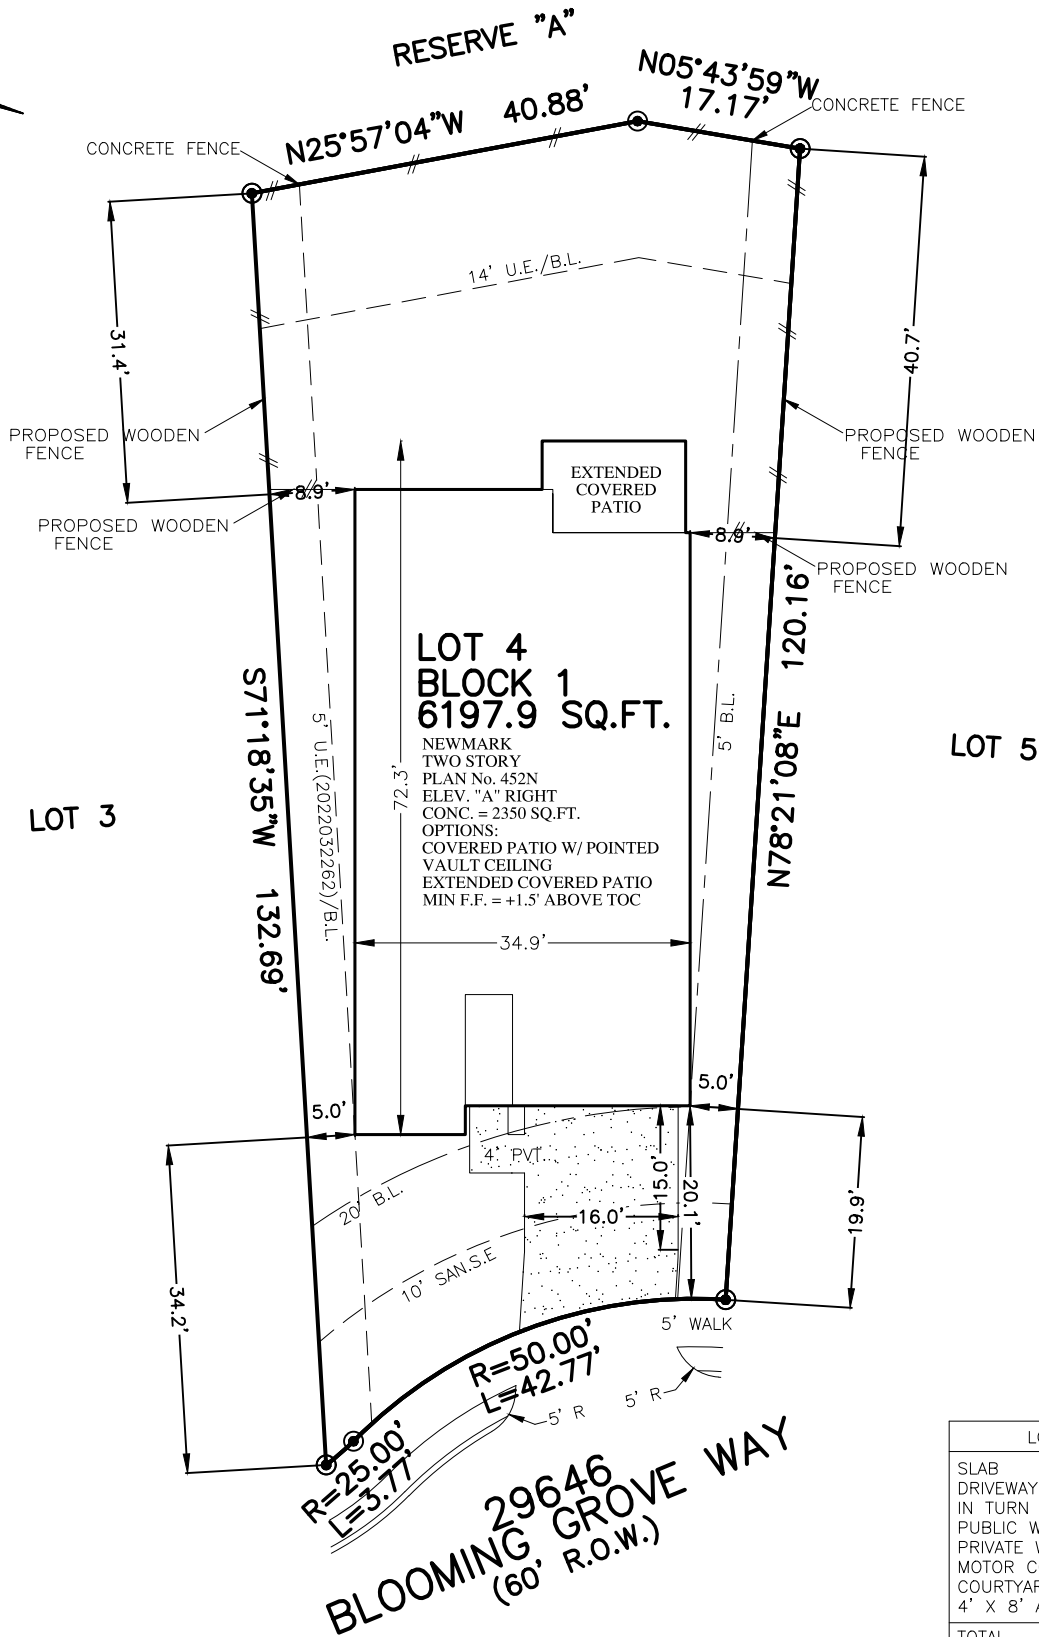 RESERVE "A"
N05°43'59"W
17.17'
CONCRETE FENCE
N25°57'04"W 40.88'
CONCRETE FENCE
14' U.E./B.L.
31.4'
40.7'
PROPOSED WOODEN
FENCE
PROPOSED WOODEN
FENCE
EXTENDED
COVERED
PATIO
8.9'
8.9'
PROPOSED WOODEN
FENCE
PROPOSED WOODEN
FENCE
N78°21'08"E 120.16'
LOT 4
BLOCK 1
6197.9 SQ.FT.
NEWMARK
TWO STORY
PLAN No. 452N
ELEV. "A" RIGHT
CONC. = 2350 SQ.FT.
OPTIONS:
COVERED PATIO W/ POINTED
VAULT CEILING
EXTENDED COVERED PATIO
MIN F.F. = +1.5' ABOVE TOC
72.3'
5' B.L.
LOT 5
S71°18'35"W 132.69'
5' U.E.(2022032262)/B.L.
LOT 3
34.9'
5.0'
5.0'
4' PVT.
20' B.L.
15.0'
20.1'
16.0'
19.9'
10' SAN.S.E
34.2'
5' WALK
R=50.00'
L=42.77'
5' R
5' R
R=25.00'
L=3.77'
29646
BLOOMING GROVE WAY
(60' R.O.W.)
LO
SLAB
DRIVEWAY
IN TURN
PUBLIC W
PRIVATE W
MOTOR C
COURTYAR
4' X 8' A
TOTAL